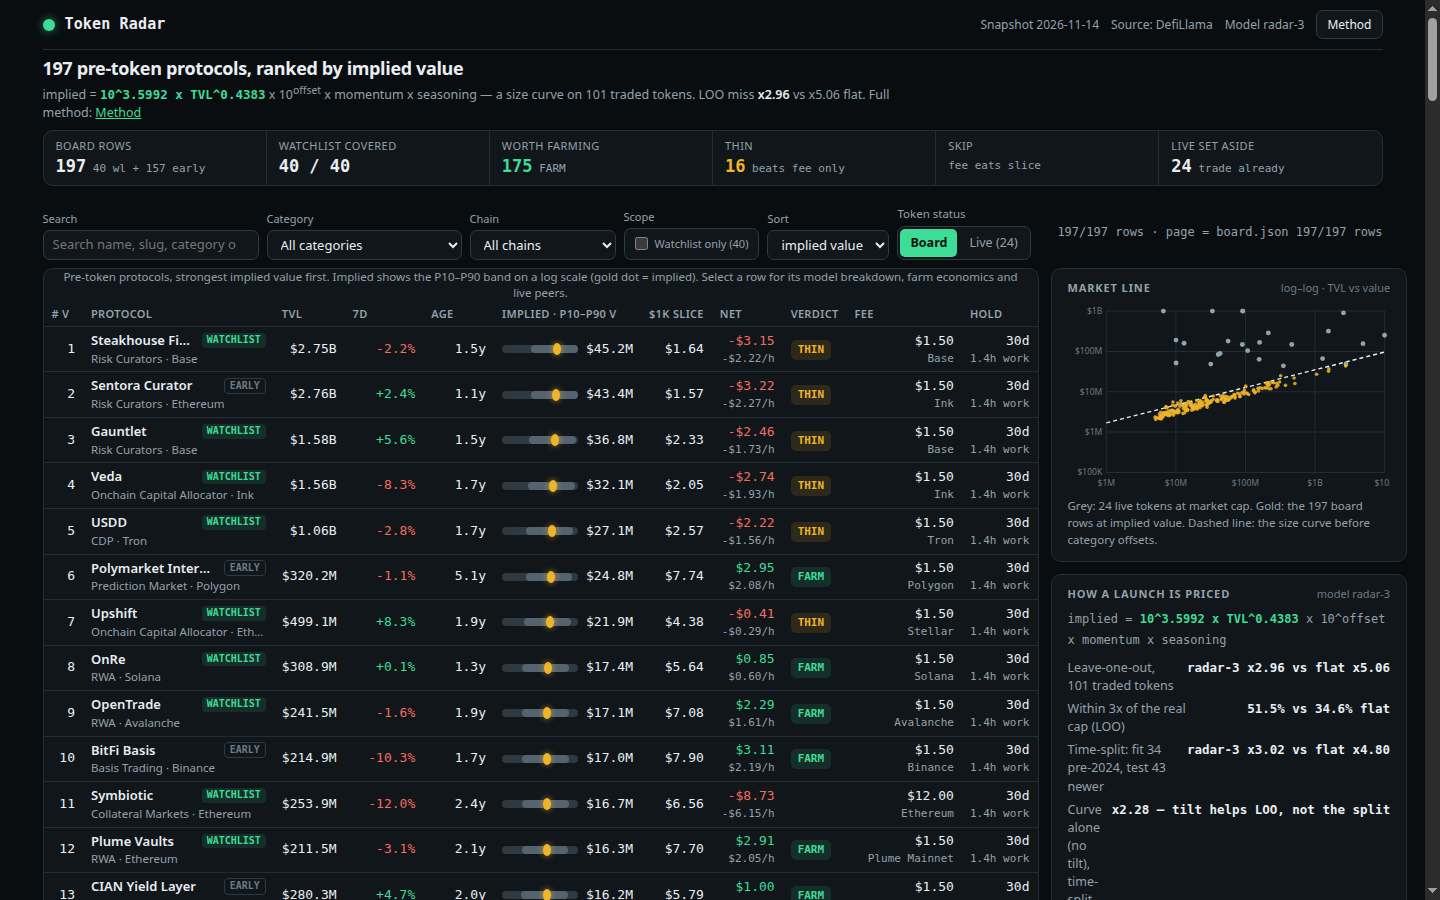 Token Radar
Snapshot 2026-11-14 Source: DefiLlama Model radar-3 Method
197 pre-token protocols, ranked by implied value
implied = 10^3.5992 x TVL^0.4383 x 10^offset x momentum x seasoning — a size curve on 101 traded tokens. LOO miss x2.96 vs x5.06 flat. Full
method: Method
BOARD ROWS WATCHLIST COVERED WORTH FARMING THIN SKIP LIVE SET ASIDE
197 40 wl + 157 early 40 / 40 175 FARM 16 beats fee only fee eats slice 24 trade already
Search Category Chain Scope Sort Token status
Search name, slug, category o All categories All chains Watchlist only (40) implied value Board Live (24) 197/197 rows · page = board.json 197/197 rows
Pre-token protocols, strongest implied value first. Implied shows the P10–P90 band on a log scale (gold dot = implied). Select a row for its model breakdown, farm economics and
live peers.
# V PROTOCOL TVL 7D AGE IMPLIED · P10–P90 V $1K SLICE NET VERDICT FEE HOLD
1 Steakhouse Fi... WATCHLIST $2.75B -2.2% 1.5y $45.2M $1.64 -$3.15 THIN $1.50 30d
Risk Curators · Base -$2.22/h Base 1.4h work
2 Sentora Curator EARLY $2.76B +2.4% 1.1y $43.4M $1.57 -$3.22 THIN $1.50 30d
Risk Curators · Ethereum -$2.27/h Ink 1.4h work
3 Gauntlet WATCHLIST $1.58B +5.6% 1.5y $36.8M $2.33 -$2.46 THIN $1.50 30d
Risk Curators · Base -$1.73/h Base 1.4h work
4 Veda WATCHLIST $1.56B -8.3% 1.7y $32.1M $2.05 -$2.74 THIN $1.50 30d
Onchain Capital Allocator · Ink -$1.93/h Ink 1.4h work
5 USDD WATCHLIST $1.06B -2.8% 1.7y $27.1M $2.57 -$2.22 THIN $1.50 30d
CDP · Tron -$1.56/h Tron 1.4h work
6 Polymarket Inter... EARLY $320.2M -1.1% 5.1y $24.8M $7.74 $2.95 FARM $1.50 30d
Prediction Market · Polygon $2.08/h Polygon 1.4h work
7 Upshift WATCHLIST $499.1M +8.3% 1.9y $21.9M $4.38 -$0.41 THIN $1.50 30d
Onchain Capital Allocator · Eth... -$0.29/h Stellar 1.4h work
8 OnRe WATCHLIST $308.9M +0.1% 1.3y $17.4M $5.64 $0.85 FARM $1.50 30d
RWA · Solana $0.60/h Solana 1.4h work
9 OpenTrade WATCHLIST $241.5M -1.6% 1.9y $17.1M $7.08 $2.29 FARM $1.50 30d
RWA · Avalanche $1.61/h Avalanche 1.4h work
10 BitFi Basis EARLY $214.9M -10.3% 1.7y $17.0M $7.90 $3.11 FARM $1.50 30d
Basis Trading · Binance $2.19/h Binance 1.4h work
11 Symbiotic WATCHLIST $253.9M -12.0% 2.4y $16.7M $6.56 -$8.73 $12.00 30d
Collateral Markets · Ethereum -$6.15/h Ethereum 1.4h work
12 Plume Vaults WATCHLIST $211.5M -3.1% 2.1y $16.3M $7.70 $2.91 FARM $1.50 30d
RWA · Ethereum $2.05/h Plume Mainnet 1.4h work
13 CIAN Yield Layer EARLY $280.3M +4.7% 2.0y $16.2M $5.79 $1.00 FARM $1.50 30d
MARKET LINE log–log · TVL vs value
$1B
$100M
$10M
$1M
$100K
$1M $10M $100M $1B $10
Grey: 24 live tokens at market cap. Gold: the 197 board
rows at implied value. Dashed line: the size curve before
category offsets.
HOW A LAUNCH IS PRICED model radar-3
implied = 10^3.5992 x TVL^0.4383 x 10^offset
x momentum x seasoning
Leave-one-out, radar-3 x2.96 vs flat x5.06
101 traded tokens
Within 3x of the real 51.5% vs 34.6% flat
cap (LOO)
Time-split: fit 34 radar-3 x3.02 vs flat x4.80
pre-2024, test 43
newer
Curve x2.28 — tilt helps LOO, not the split
alone
(no
tilt),
time-
split